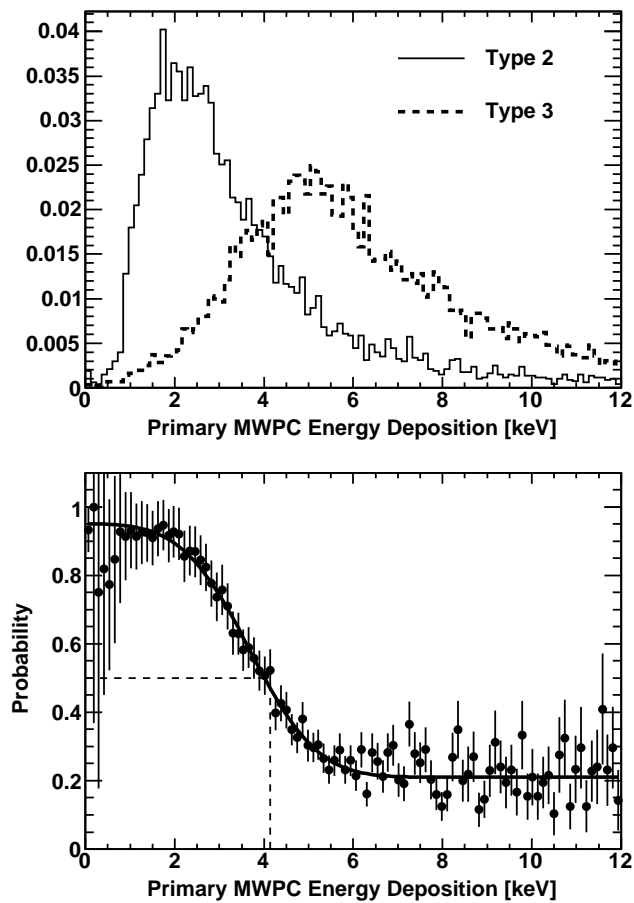 0.04
0.035
0.03
0.025
0.02
0.015
0.01
0.005
0
Type 2
Type 3
0 2 4 6 8 10 12
Primary MWPC Energy Deposition [keV]
Probability
1
0.8
0.6
0.4
0.2
0
0 2 4 6 8 10 12
Primary MWPC Energy Deposition [keV]